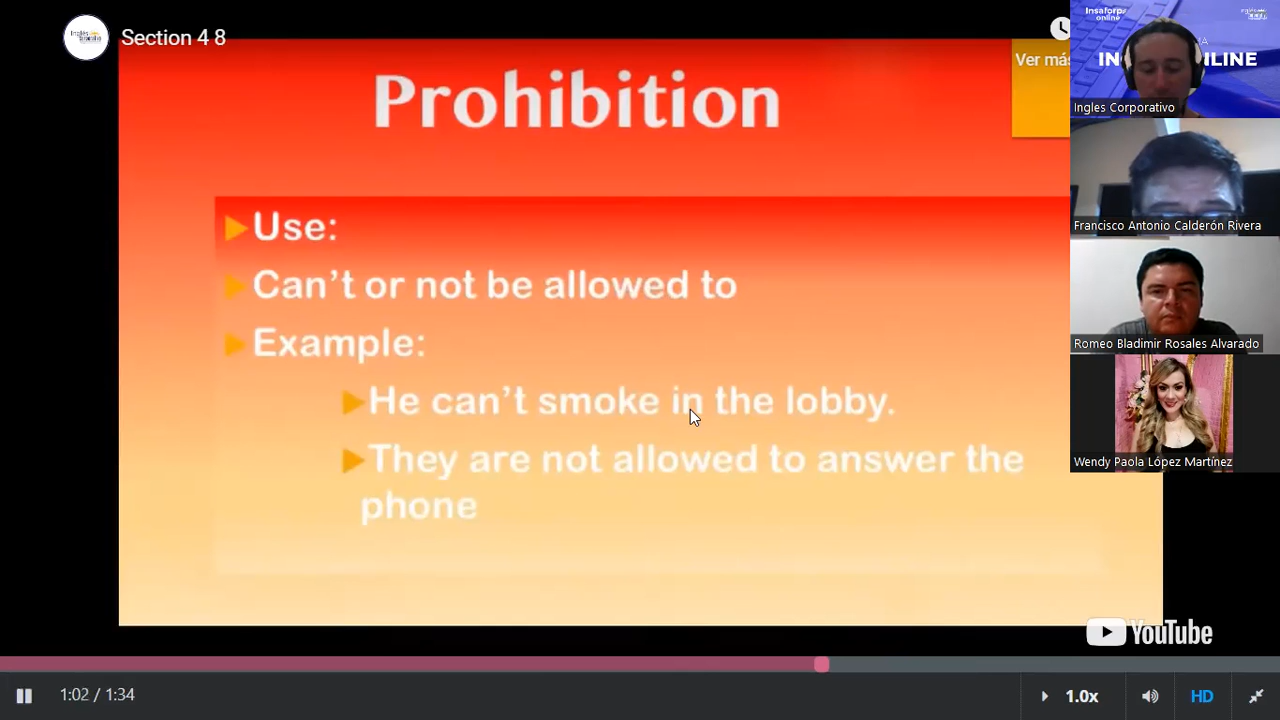 Section 4 8
Prohibition
Ver más
Use:
Can't or not be allowed to
Example:
He can't smoke in the lobby.
They are not allowed to answer the
phone
YouTube
1:02 / 1:34
1.0x
HD
Insaforp
online
Ingles Corporativo
Francisco Antonio Calderón Rivera
Romeo Bladimir Rosales Alvarado
Wendy Paola López Martínez